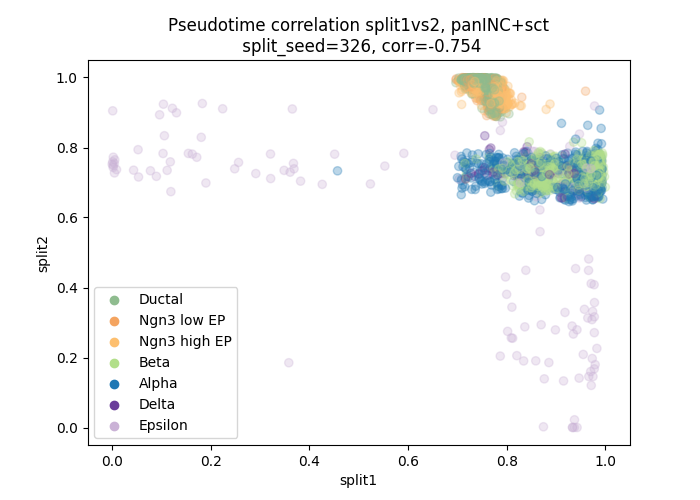 Pseudotime correlation split1vs2, panINC+sct
split_seed=326, corr=-0.754
1.0
0.8
0.6
0.4
0.2
0.0
split2
Ductal
Ngn3 low EP
Ngn3 high EP
Beta
Alpha
Delta
Epsilon
0.0 0.2 0.4 0.6 0.8 1.0
split1